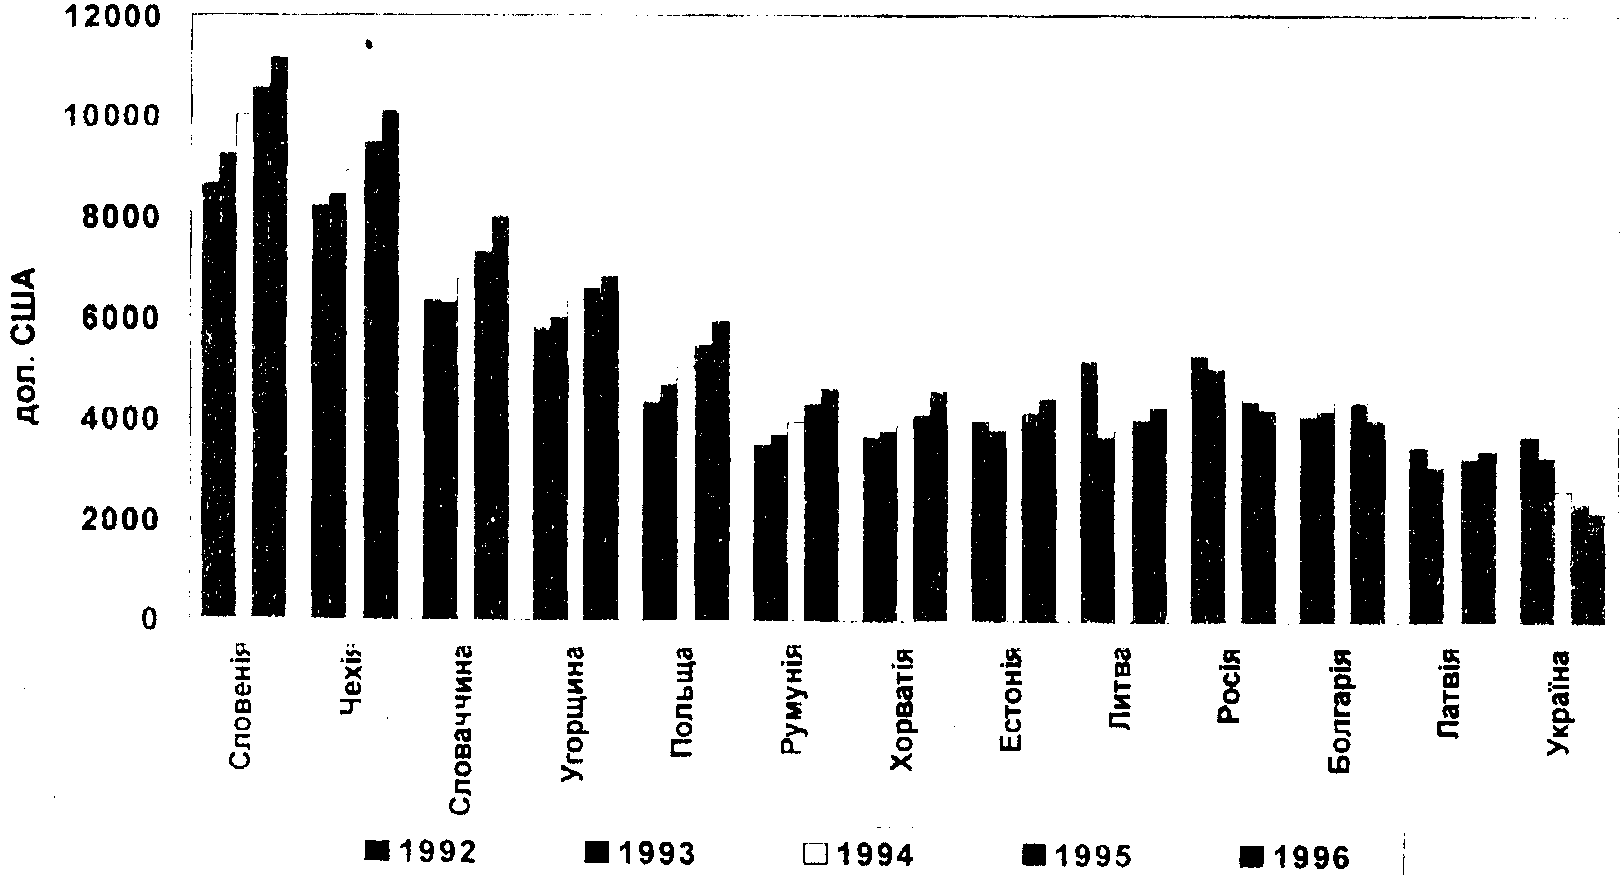 12000
10000
8000
6000
4000
2000
0
дол. США
Словенія
Чехія
Словаччина
Угорщина
Польща
Румунія
Хорватія
Естонія
Литва
Росія
Болгарія
Латвія
Україна
1992 1993 1994 1995 1996